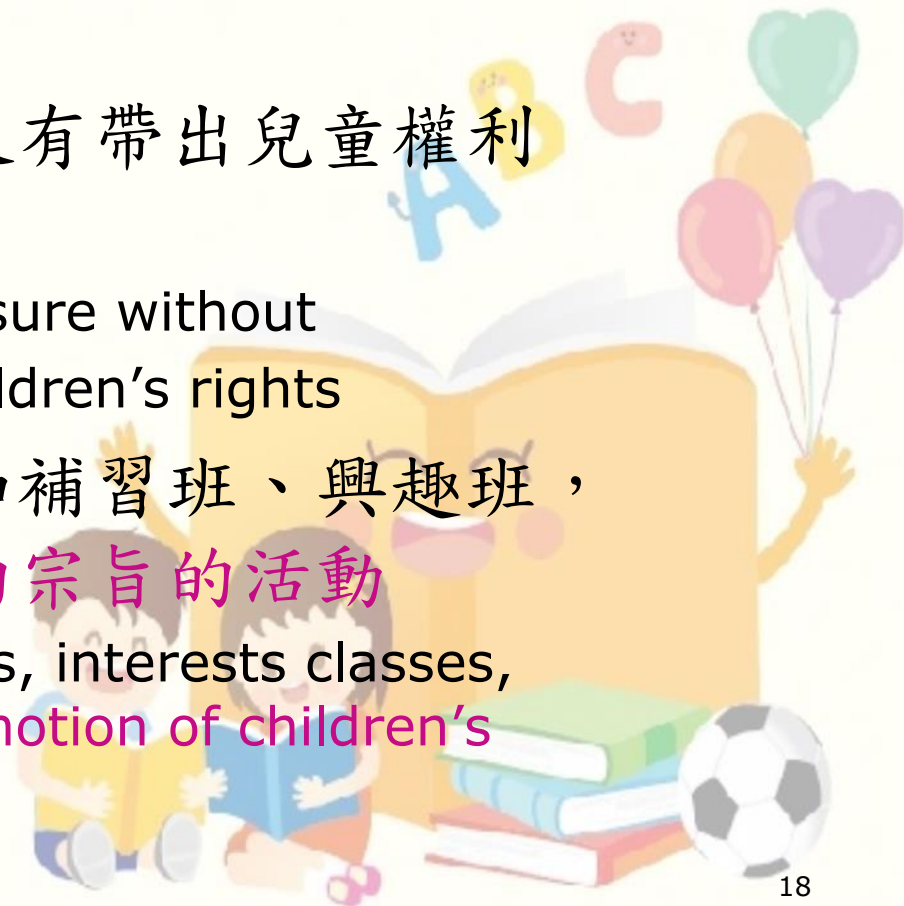 有帶出兒童權利
sure without
ldren's rights
補習班、興趣班，
宗旨的活動
s, interests classes,
notion of children's
18
A B C